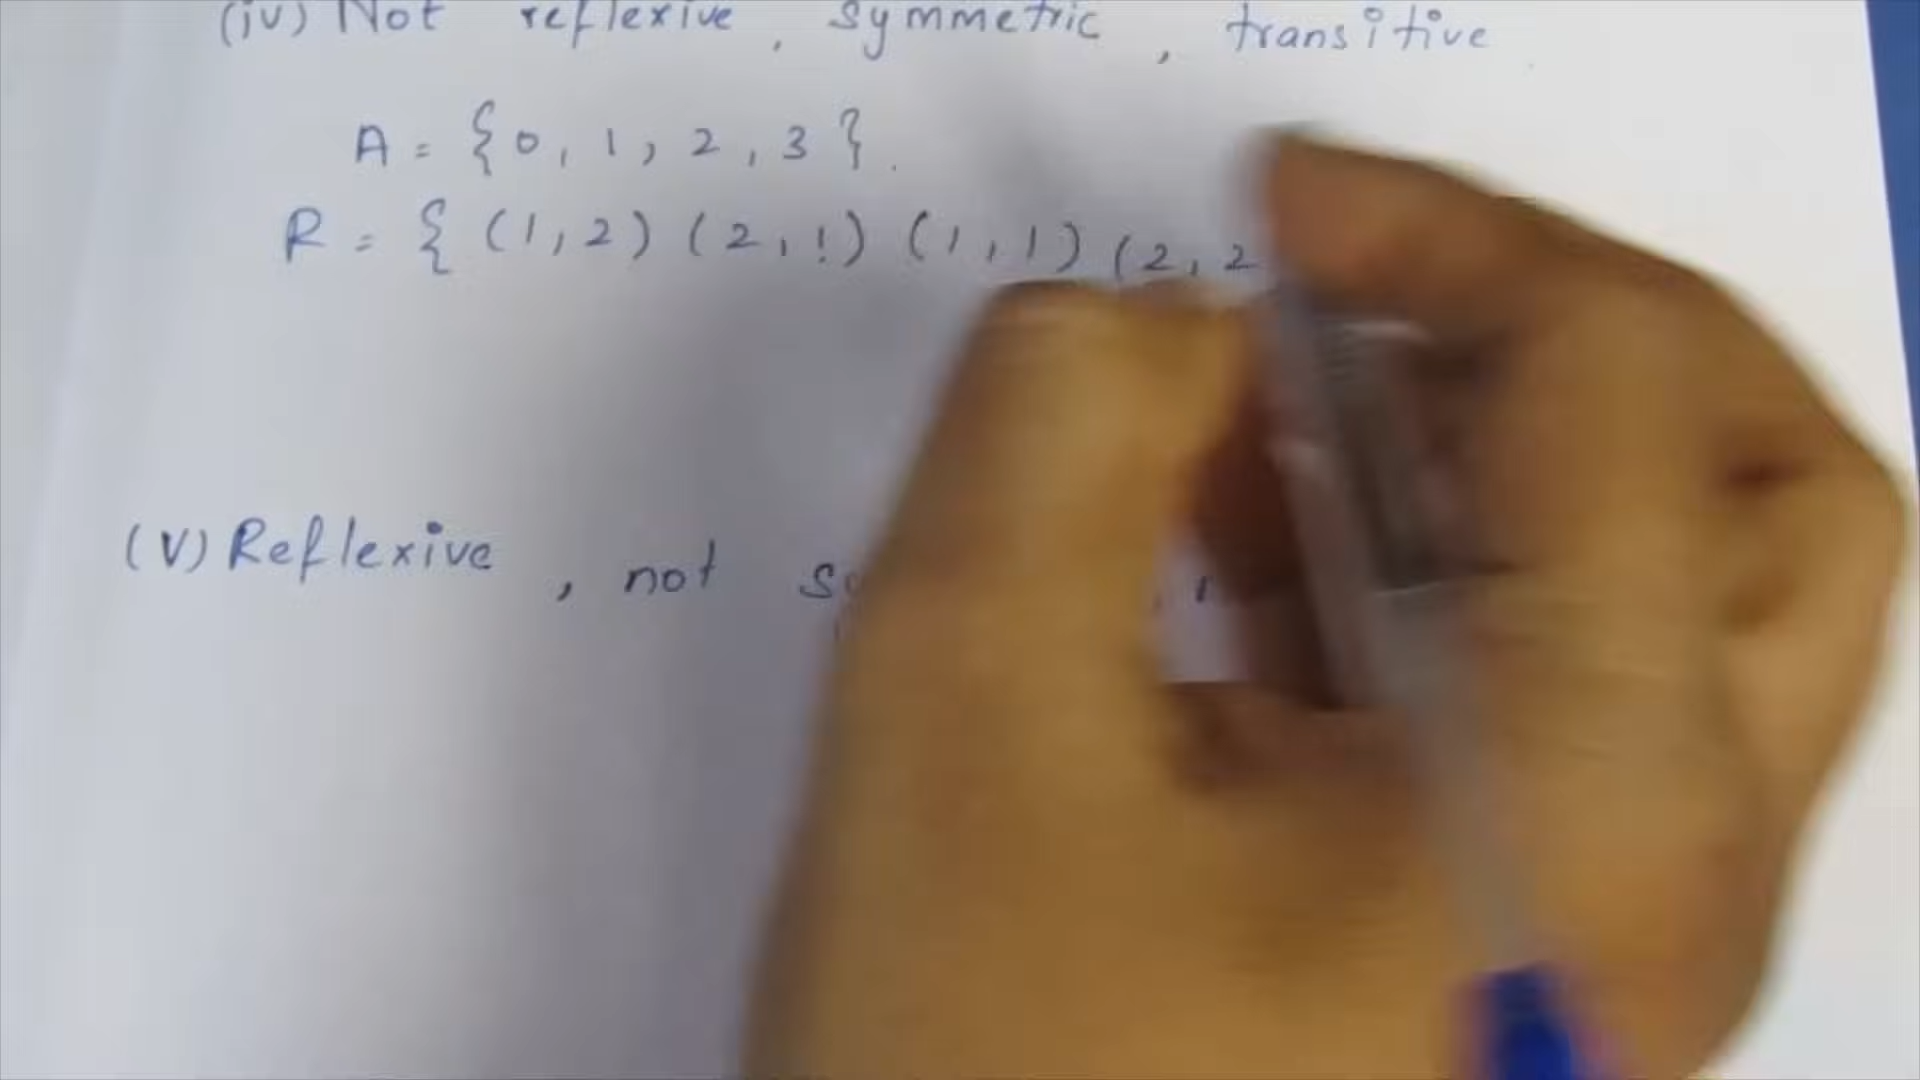 (iv) Not reflexive, symmetric, transitive
A = {0, 1, 2, 3}.
R = { (1,2) (2,1) (1,1) (2,2
(V) Reflexive, not